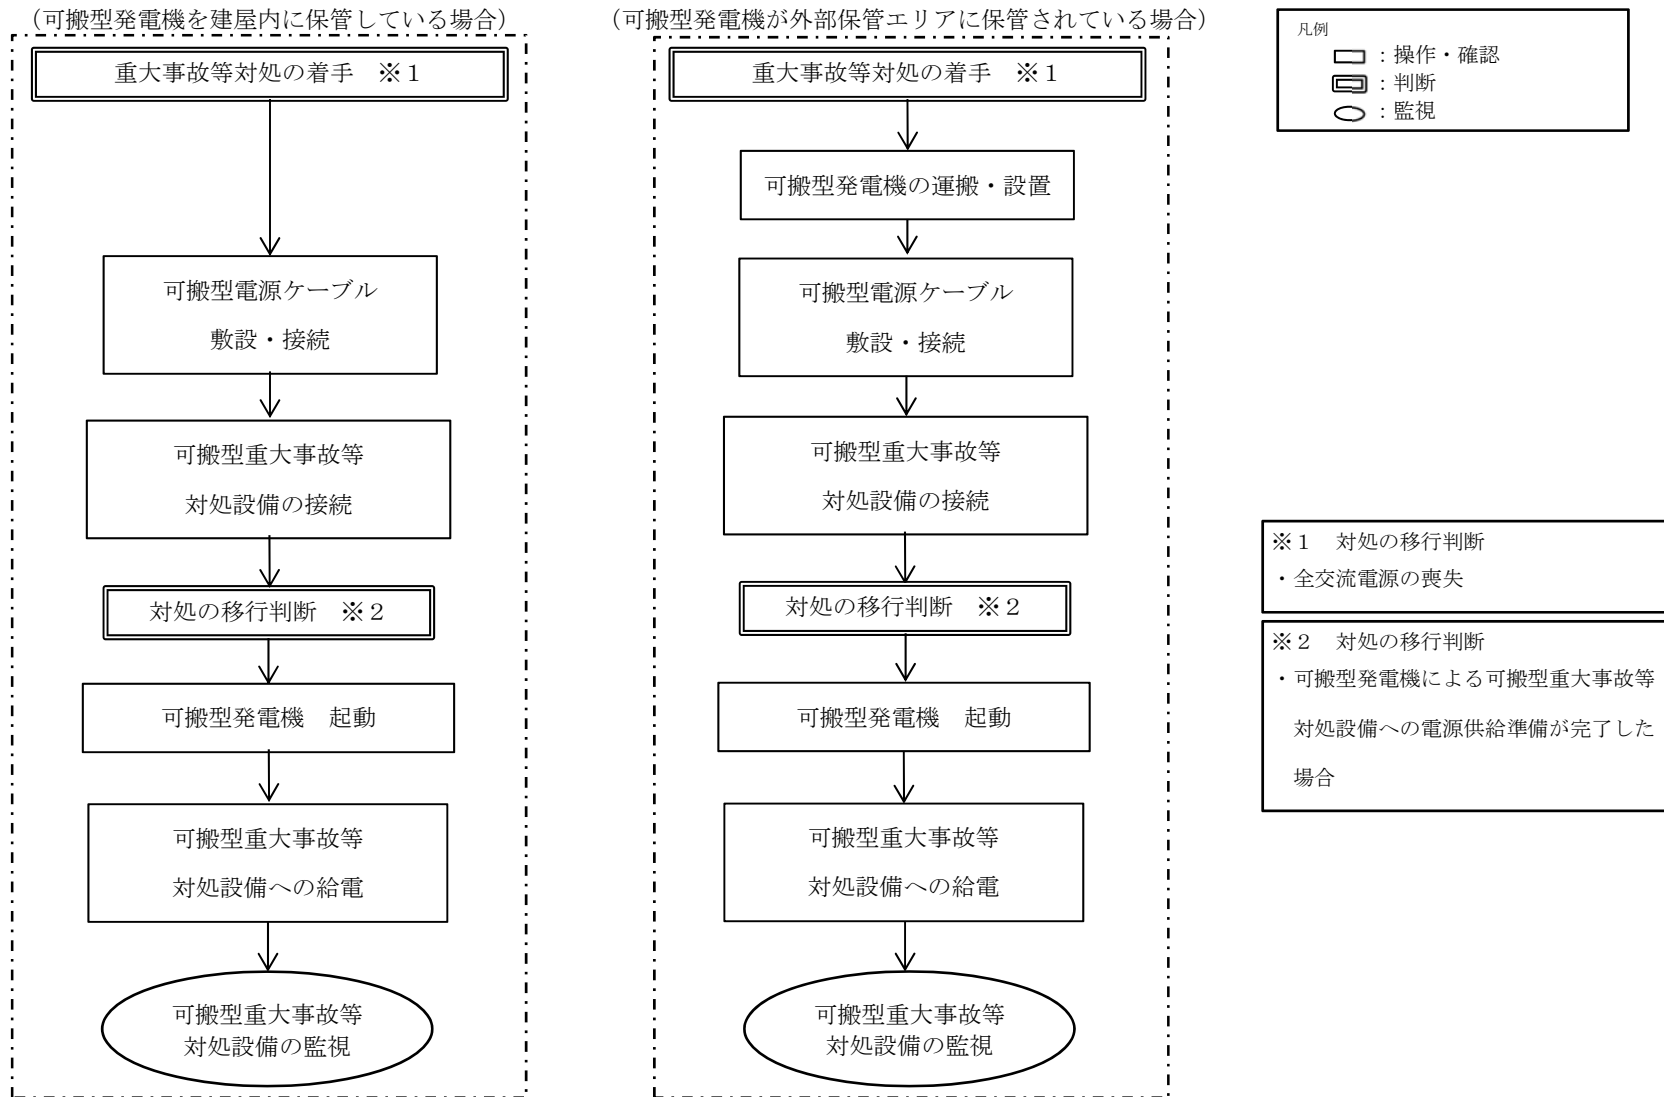 （可搬型発電機を建屋内に保管している場合）
重大事故等対処の着手　※１
可搬型電源ケーブル
敷設・接続
可搬型重大事故等
対処設備の接続
対処の移行判断　※２
可搬型発電機　起動
可搬型重大事故等
対処設備への給電
可搬型重大事故等
対処設備の監視
（可搬型発電機が外部保管エリアに保管されている場合）
重大事故等対処の着手　※１
可搬型発電機の運搬・設置
可搬型電源ケーブル
敷設・接続
可搬型重大事故等
対処設備の接続
対処の移行判断　※２
可搬型発電機　起動
可搬型重大事故等
対処設備への給電
可搬型重大事故等
対処設備の監視
凡例
：操作・確認
：判断
：監視
※１　対処の移行判断
・全交流電源の喪失
※２　対処の移行判断
・可搬型発電機による可搬型重大事故等
対処設備への電源供給準備が完了した
場合